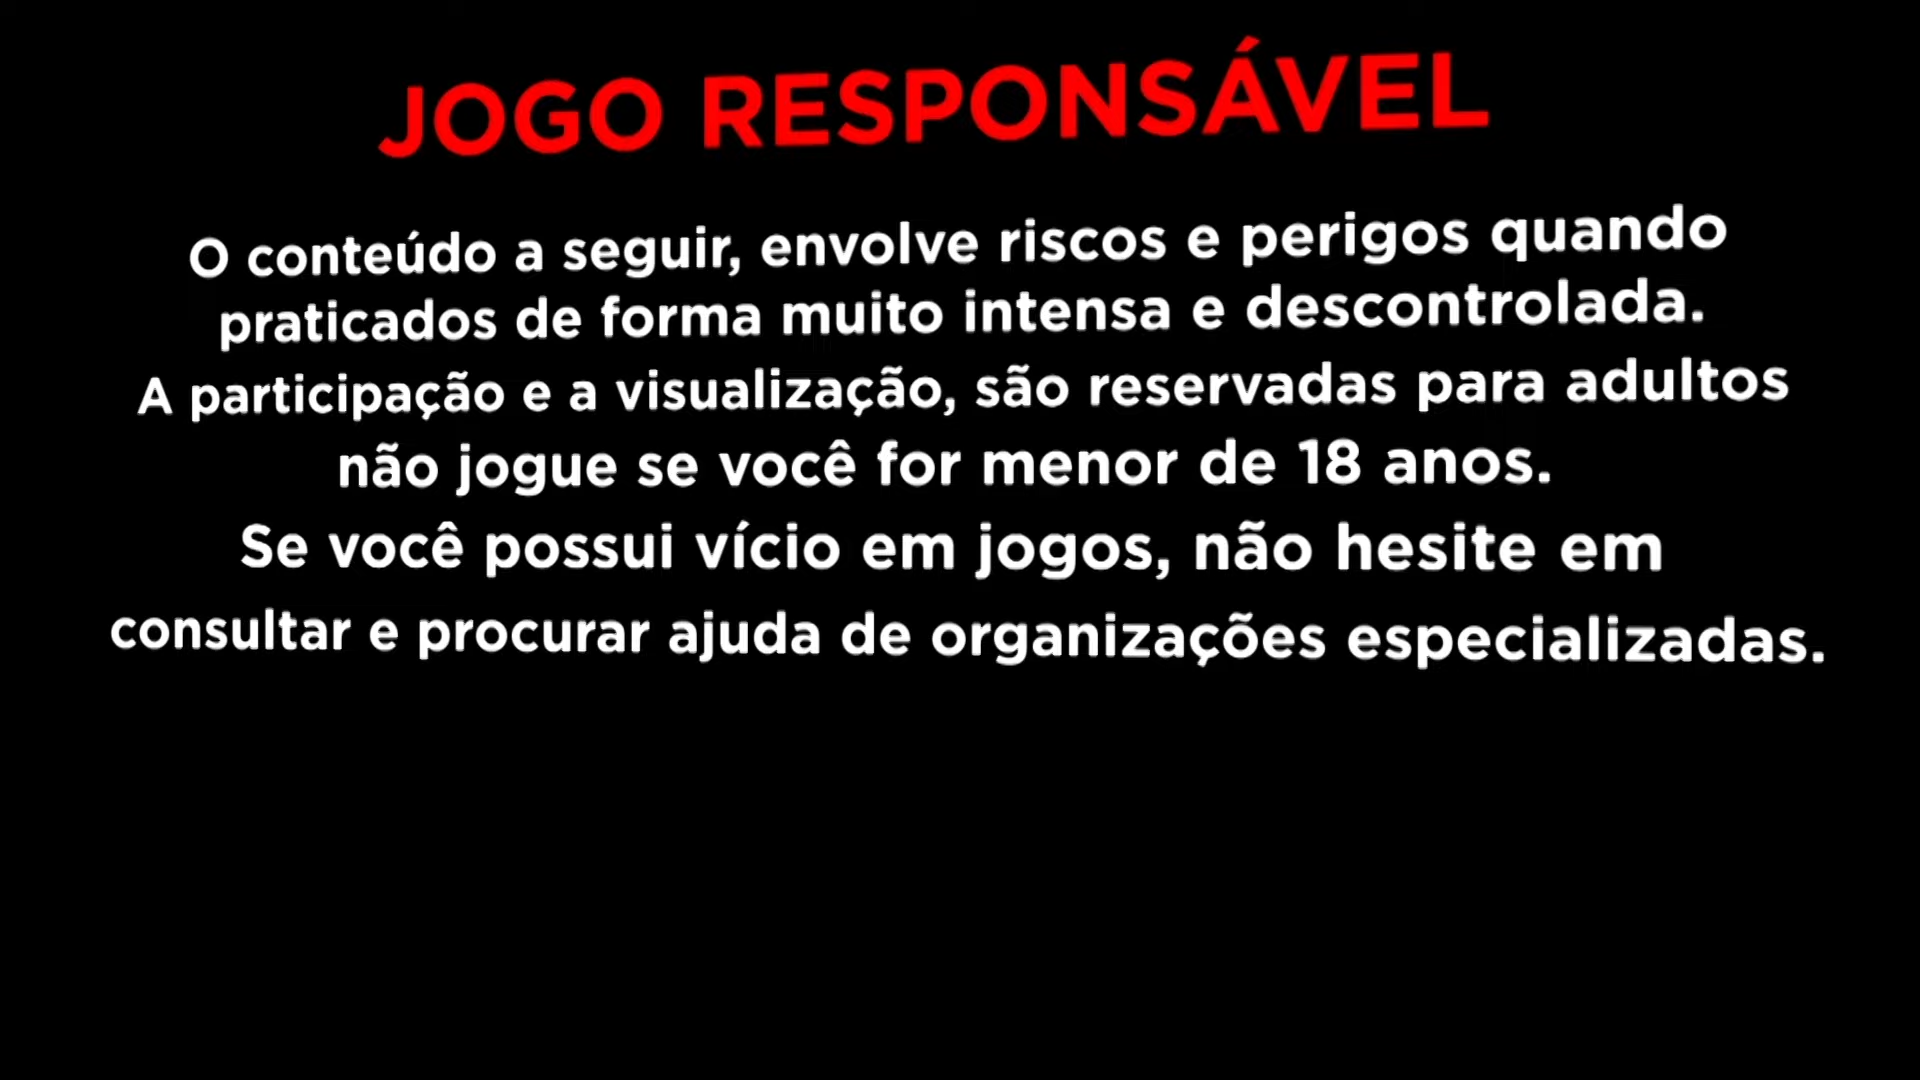 JOGO RESPONSÁVEL
O conteúdo a seguir, envolve riscos e perigos quando
praticados de forma muito intensa e descontrolada.
A participação e a visualização, são reservadas para adultos
não jogue se você for menor de 18 anos.
Se você possui vício em jogos, não hesite em
consultar e procurar ajuda de organizações especializadas.